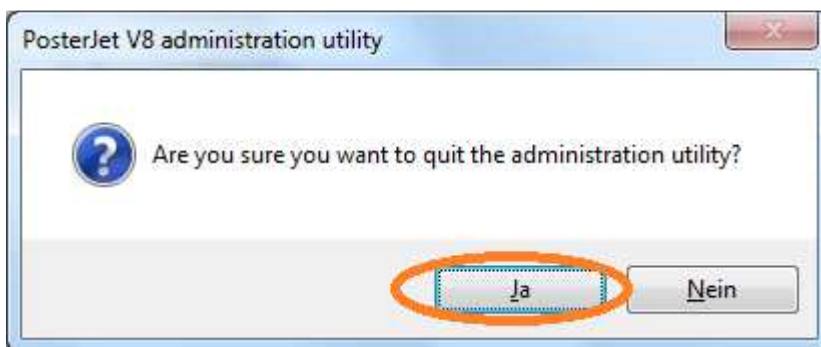 PosterJet V8 administration utility
Are you sure you want to quit the administration utility?
Ja
Nein